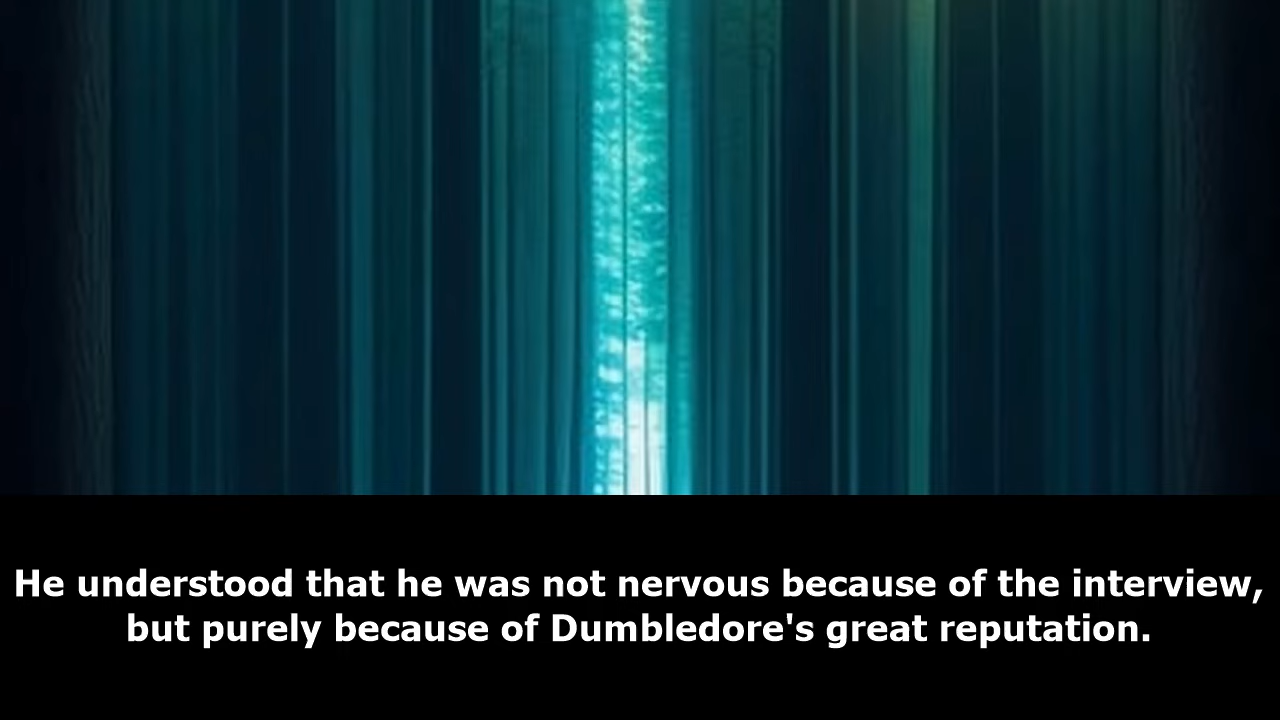 He understood that he was not nervous because of the interview,
but purely because of Dumbledore's great reputation.